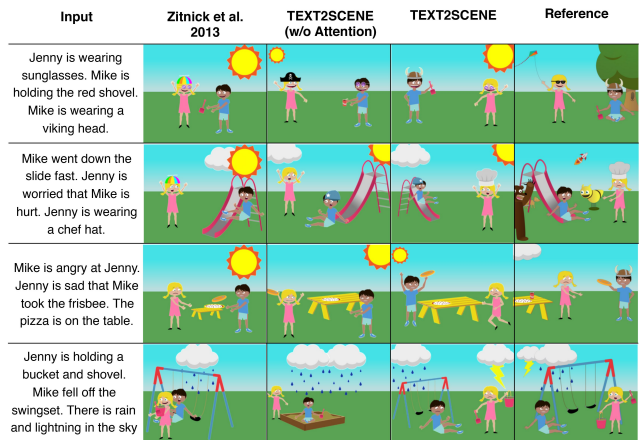 Input
Zitnick et al.
2013
TEXT2SCENE
(w/o Attention)
TEXT2SCENE
Reference
Jenny is wearing
sunglasses. Mike is
holding the red shovel.
Mike is wearing a
viking head.
Mike went down the
slide fast. Jenny is
worried that Mike is
hurt. Jenny is wearing
a chef hat.
Mike is angry at Jenny.
Jenny is sad that Mike
took the frisbee. The
pizza is on the table.
Jenny is holding a
bucket and shovel.
Mike fell off the
swingset. There is rain
and lightning in the sky